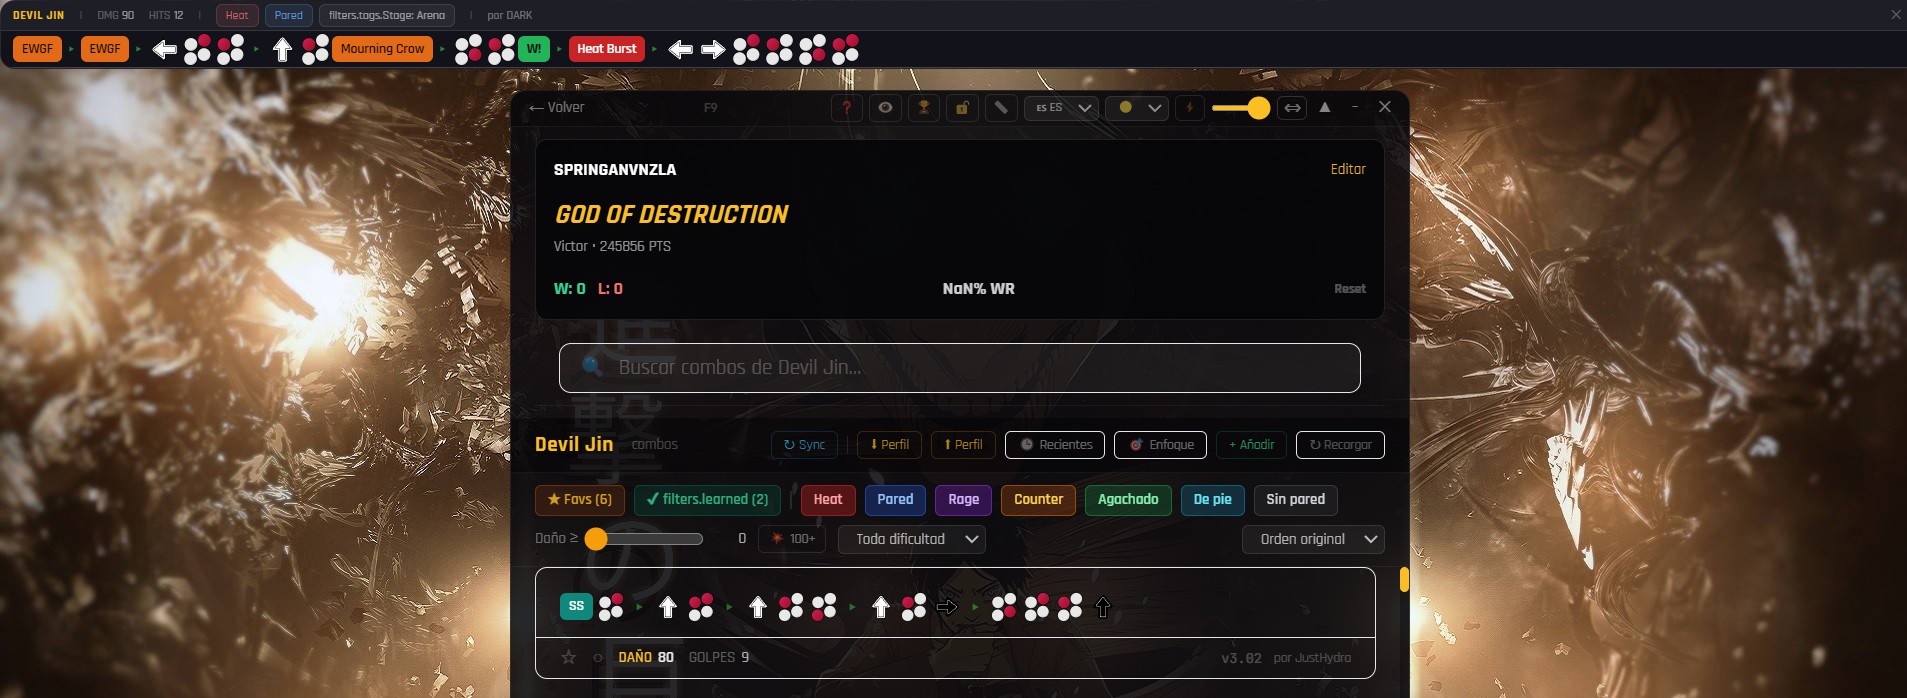 DEVIL JIN | DMG 90 HITS 12 | Heat Pared filters.tags.Stage: Arena | por DARK
EWGF EWGF Mourning Crow W! Heat Burst
← Volver F9 ES ES
SPRINGANVNZLA Editar
GOD OF DESTRUCTION
Victor • 245856 PTS
W: 0 L: 0 NaN% WR Reset
Buscar combos de Devil Jin...
進
撃
の
Devil Jin combos ↻ Sync ⬇ Perfil ⬆ Perfil Recientes Enfoque + Añadir ↻ Recargar
★ Favs (6) ✓ filters.learned (2) Heat Pared Rage Counter Agachado De pie Sin pared
Daño ≥ 0 100+ Toda dificultad Orden original
SS
DAÑO 80 GOLPES 9 v3.02 por JustHydra